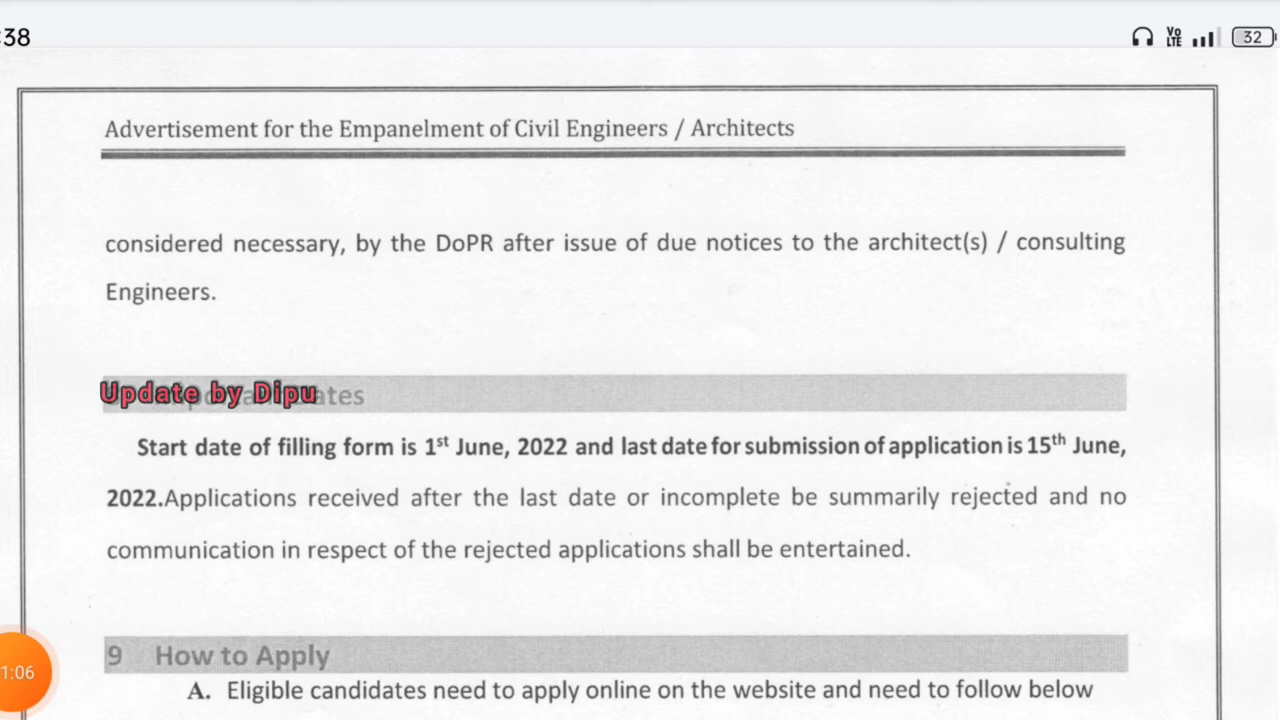 :38
Vo
LTE
32
Advertisement for the Empanelment of Civil Engineers / Architects
considered necessary, by the DoPR after issue of due notices to the architect(s) / consulting
Engineers.
Update by Dipu
Start date of filling form is 1st June, 2022 and last date for submission of application is 15th June,
2022.Applications received after the last date or incomplete be summarily rejected and no
communication in respect of the rejected applications shall be entertained.
9 How to Apply
A. Eligible candidates need to apply online on the website and need to follow below
1:06